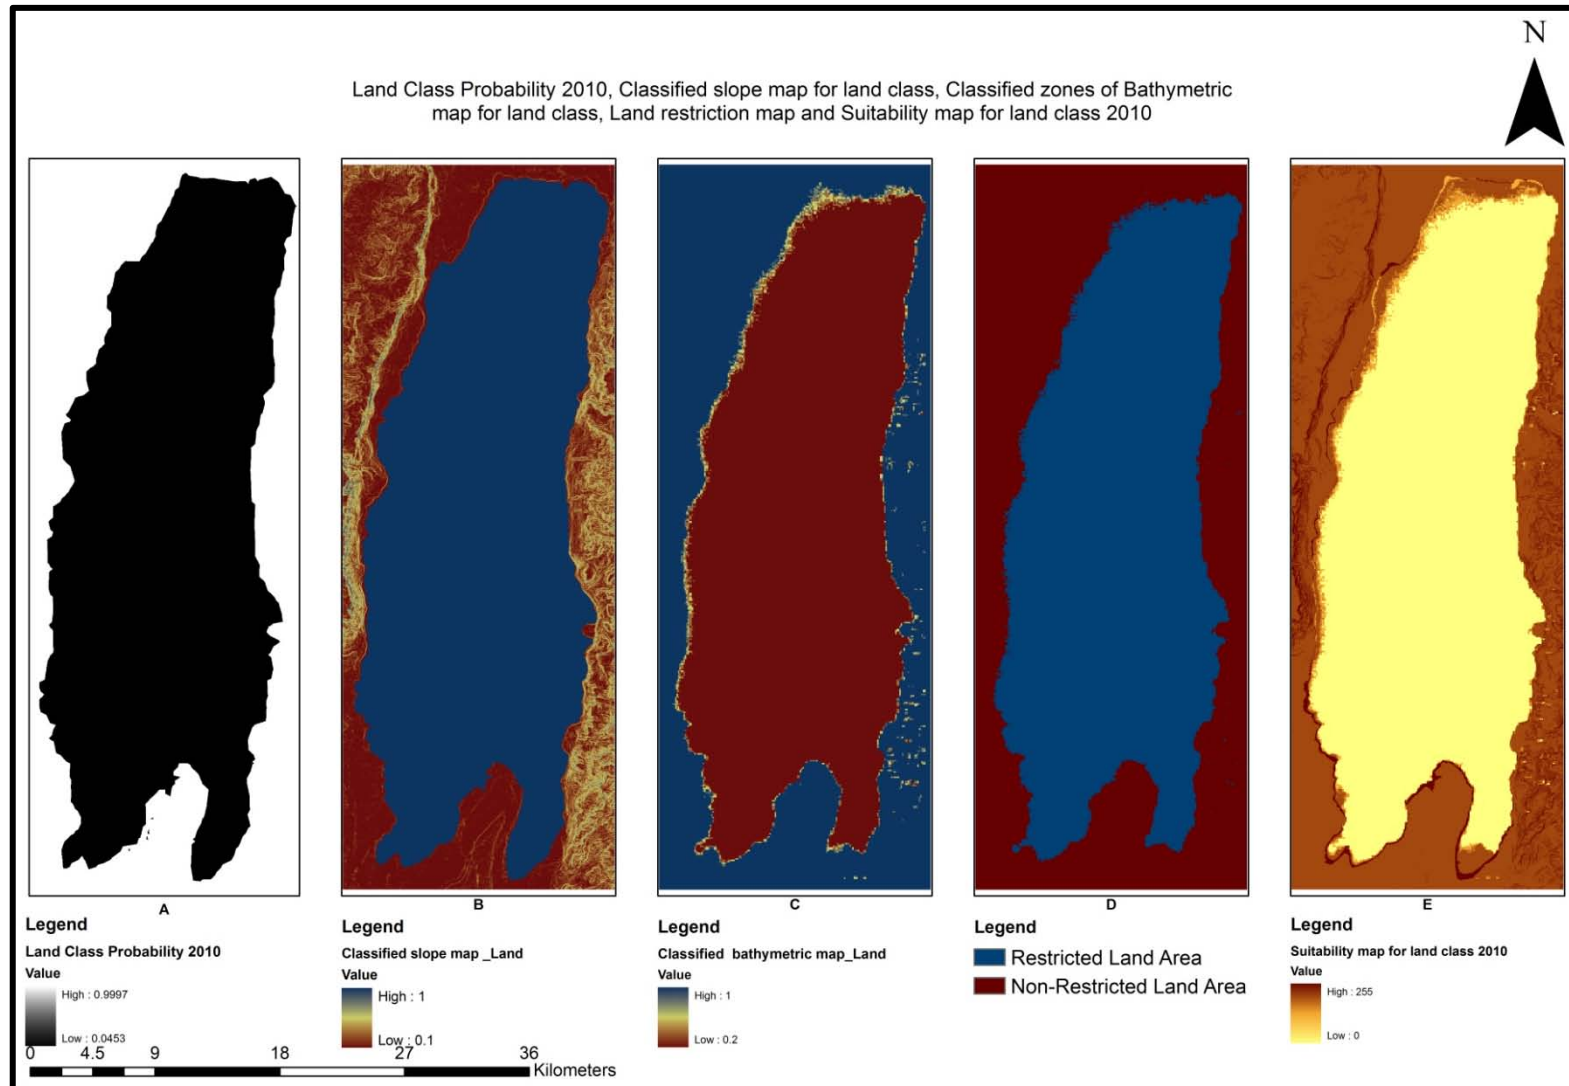 N
Land Class Probability 2010, Classified slope map for land class, Classified zones of Bathymetric
map for land class, Land restriction map and Suitability map for land class 2010
A
Legend
Land Class Probability 2010
Value
High : 0.9997
Low : 0.0453
B
Legend
Classified slope map _Land
Value
High : 1
Low : 0.1
C
Legend
Classified bathymetric map_Land
Value
High : 1
Low : 0.2
D
Legend
Restricted Land Area
Non-Restricted Land Area
E
Legend
Suitability map for land class 2010
Value
High : 255
Low : 0
0 4.5 9 18 27 36
Kilometers